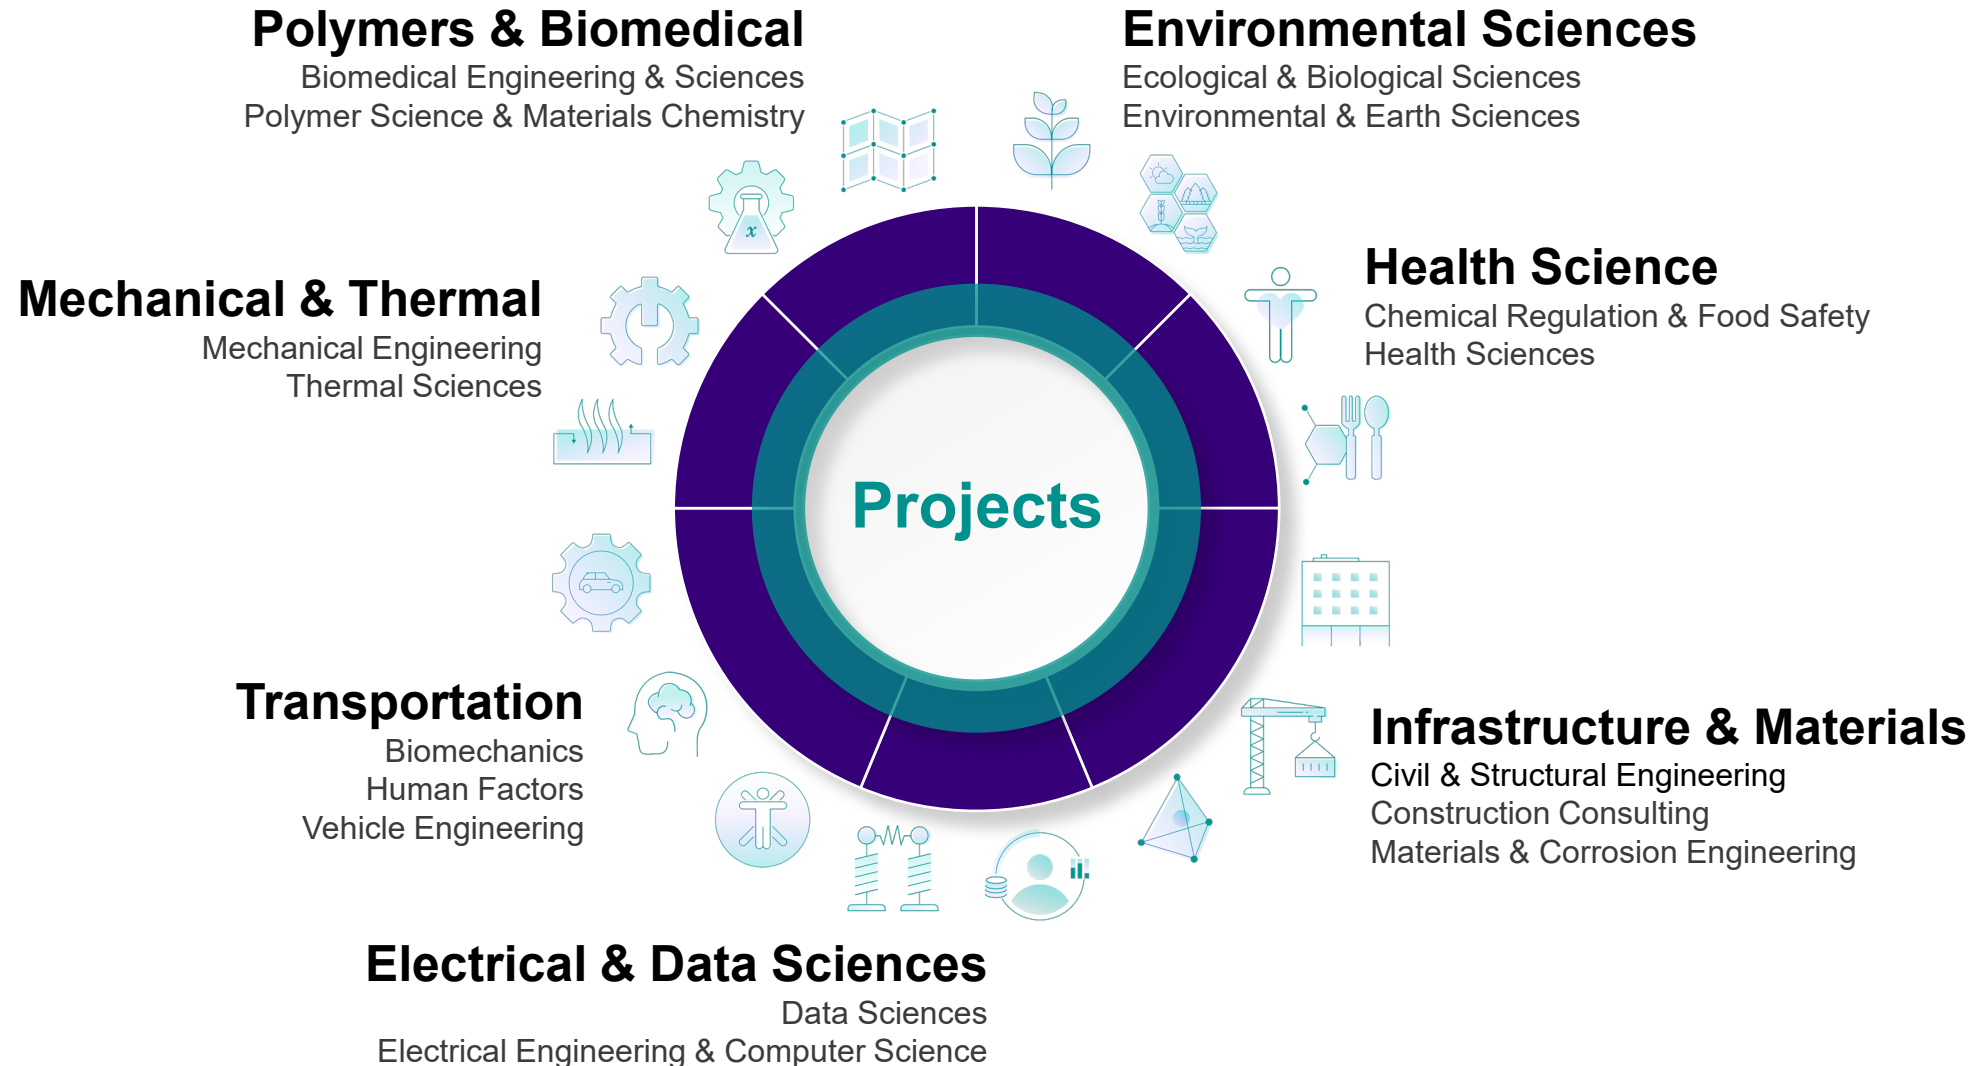 Polymers & Biomedical
Biomedical Engineering & Sciences
Polymer Science & Materials Chemistry
Environmental Sciences
Ecological & Biological Sciences
Environmental & Earth Sciences
x
Mechanical & Thermal
Mechanical Engineering
Thermal Sciences
Health Science
Chemical Regulation & Food Safety
Health Sciences
Projects
Transportation
Biomechanics
Human Factors
Vehicle Engineering
Infrastructure & Materials
Civil & Structural Engineering
Construction Consulting
Materials & Corrosion Engineering
Electrical & Data Sciences
Data Sciences
Electrical Engineering & Computer Science